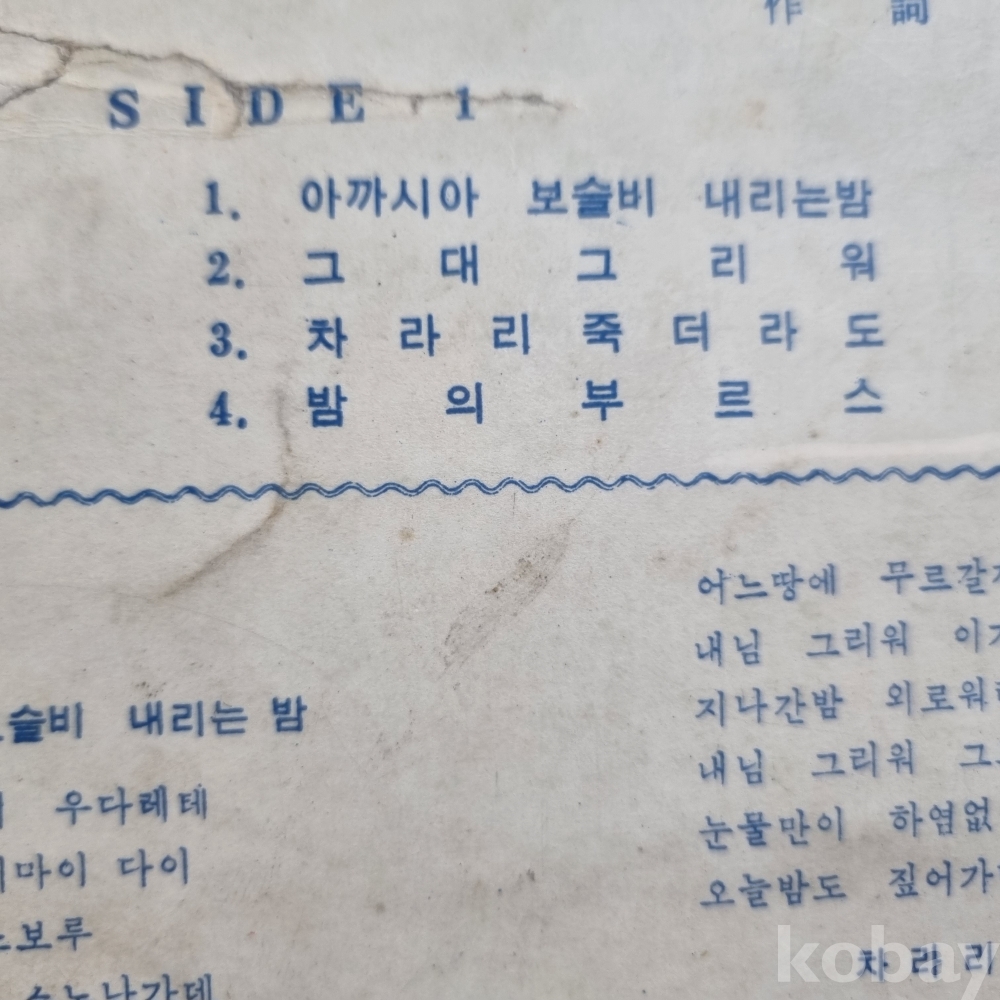 作 詞
SIDE 1
1. 아까시아 보슬비 내리는밤
2. 그대그리워
3. 차라리죽더라도
4. 밤의부르스
슬비 내리는 밤
우다레테
마이 다이
보루
어느땅에 무르갈
내님 그리워 이
지나간밤 외로워
내님 그리워 그
눈물만이 하염없
오늘밤도 짚어가
차라리
kobay